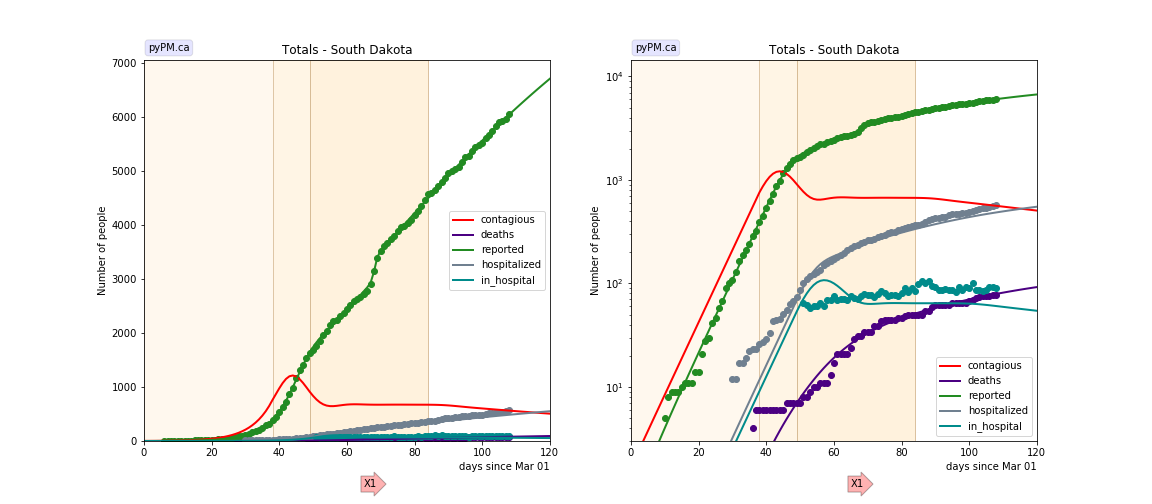 pyPM.ca
Totals - South Dakota
Number of people
7000
6000
5000
4000
3000
2000
1000
0
0 20 40 60 80 100 120
days since Mar 01
contagious
deaths
reported
hospitalized
in_hospital
X1
pyPM.ca
Totals - South Dakota
Number of people
10⁴
10³
10²
10¹
0 20 40 60 80 100 120
days since Mar 01
contagious
deaths
reported
hospitalized
in_hospital
X1